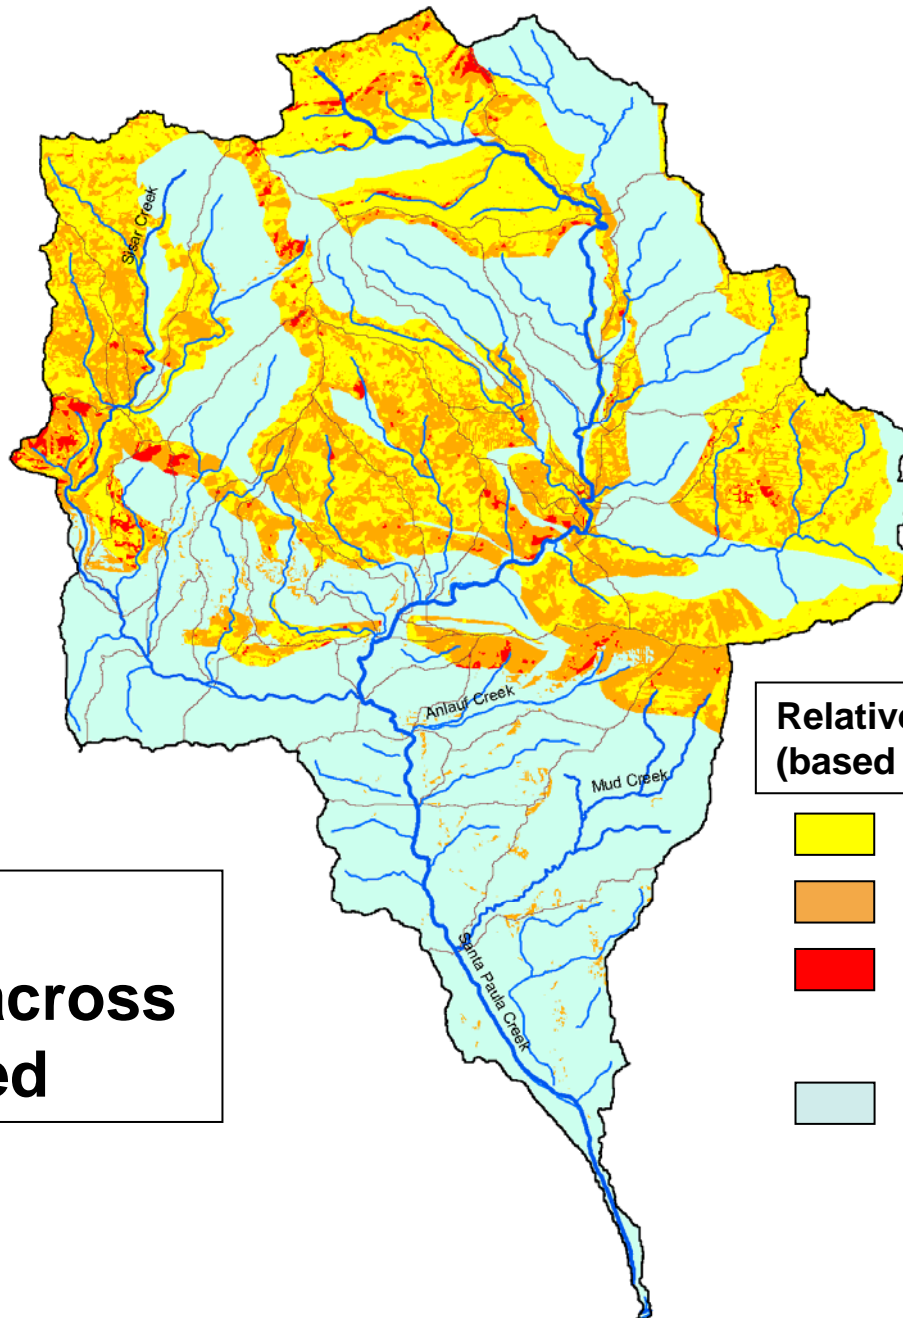 Sisar Creek
Anlauf Creek
Relative
(based
Mud Creek
Santa Paula Creek
across
ed